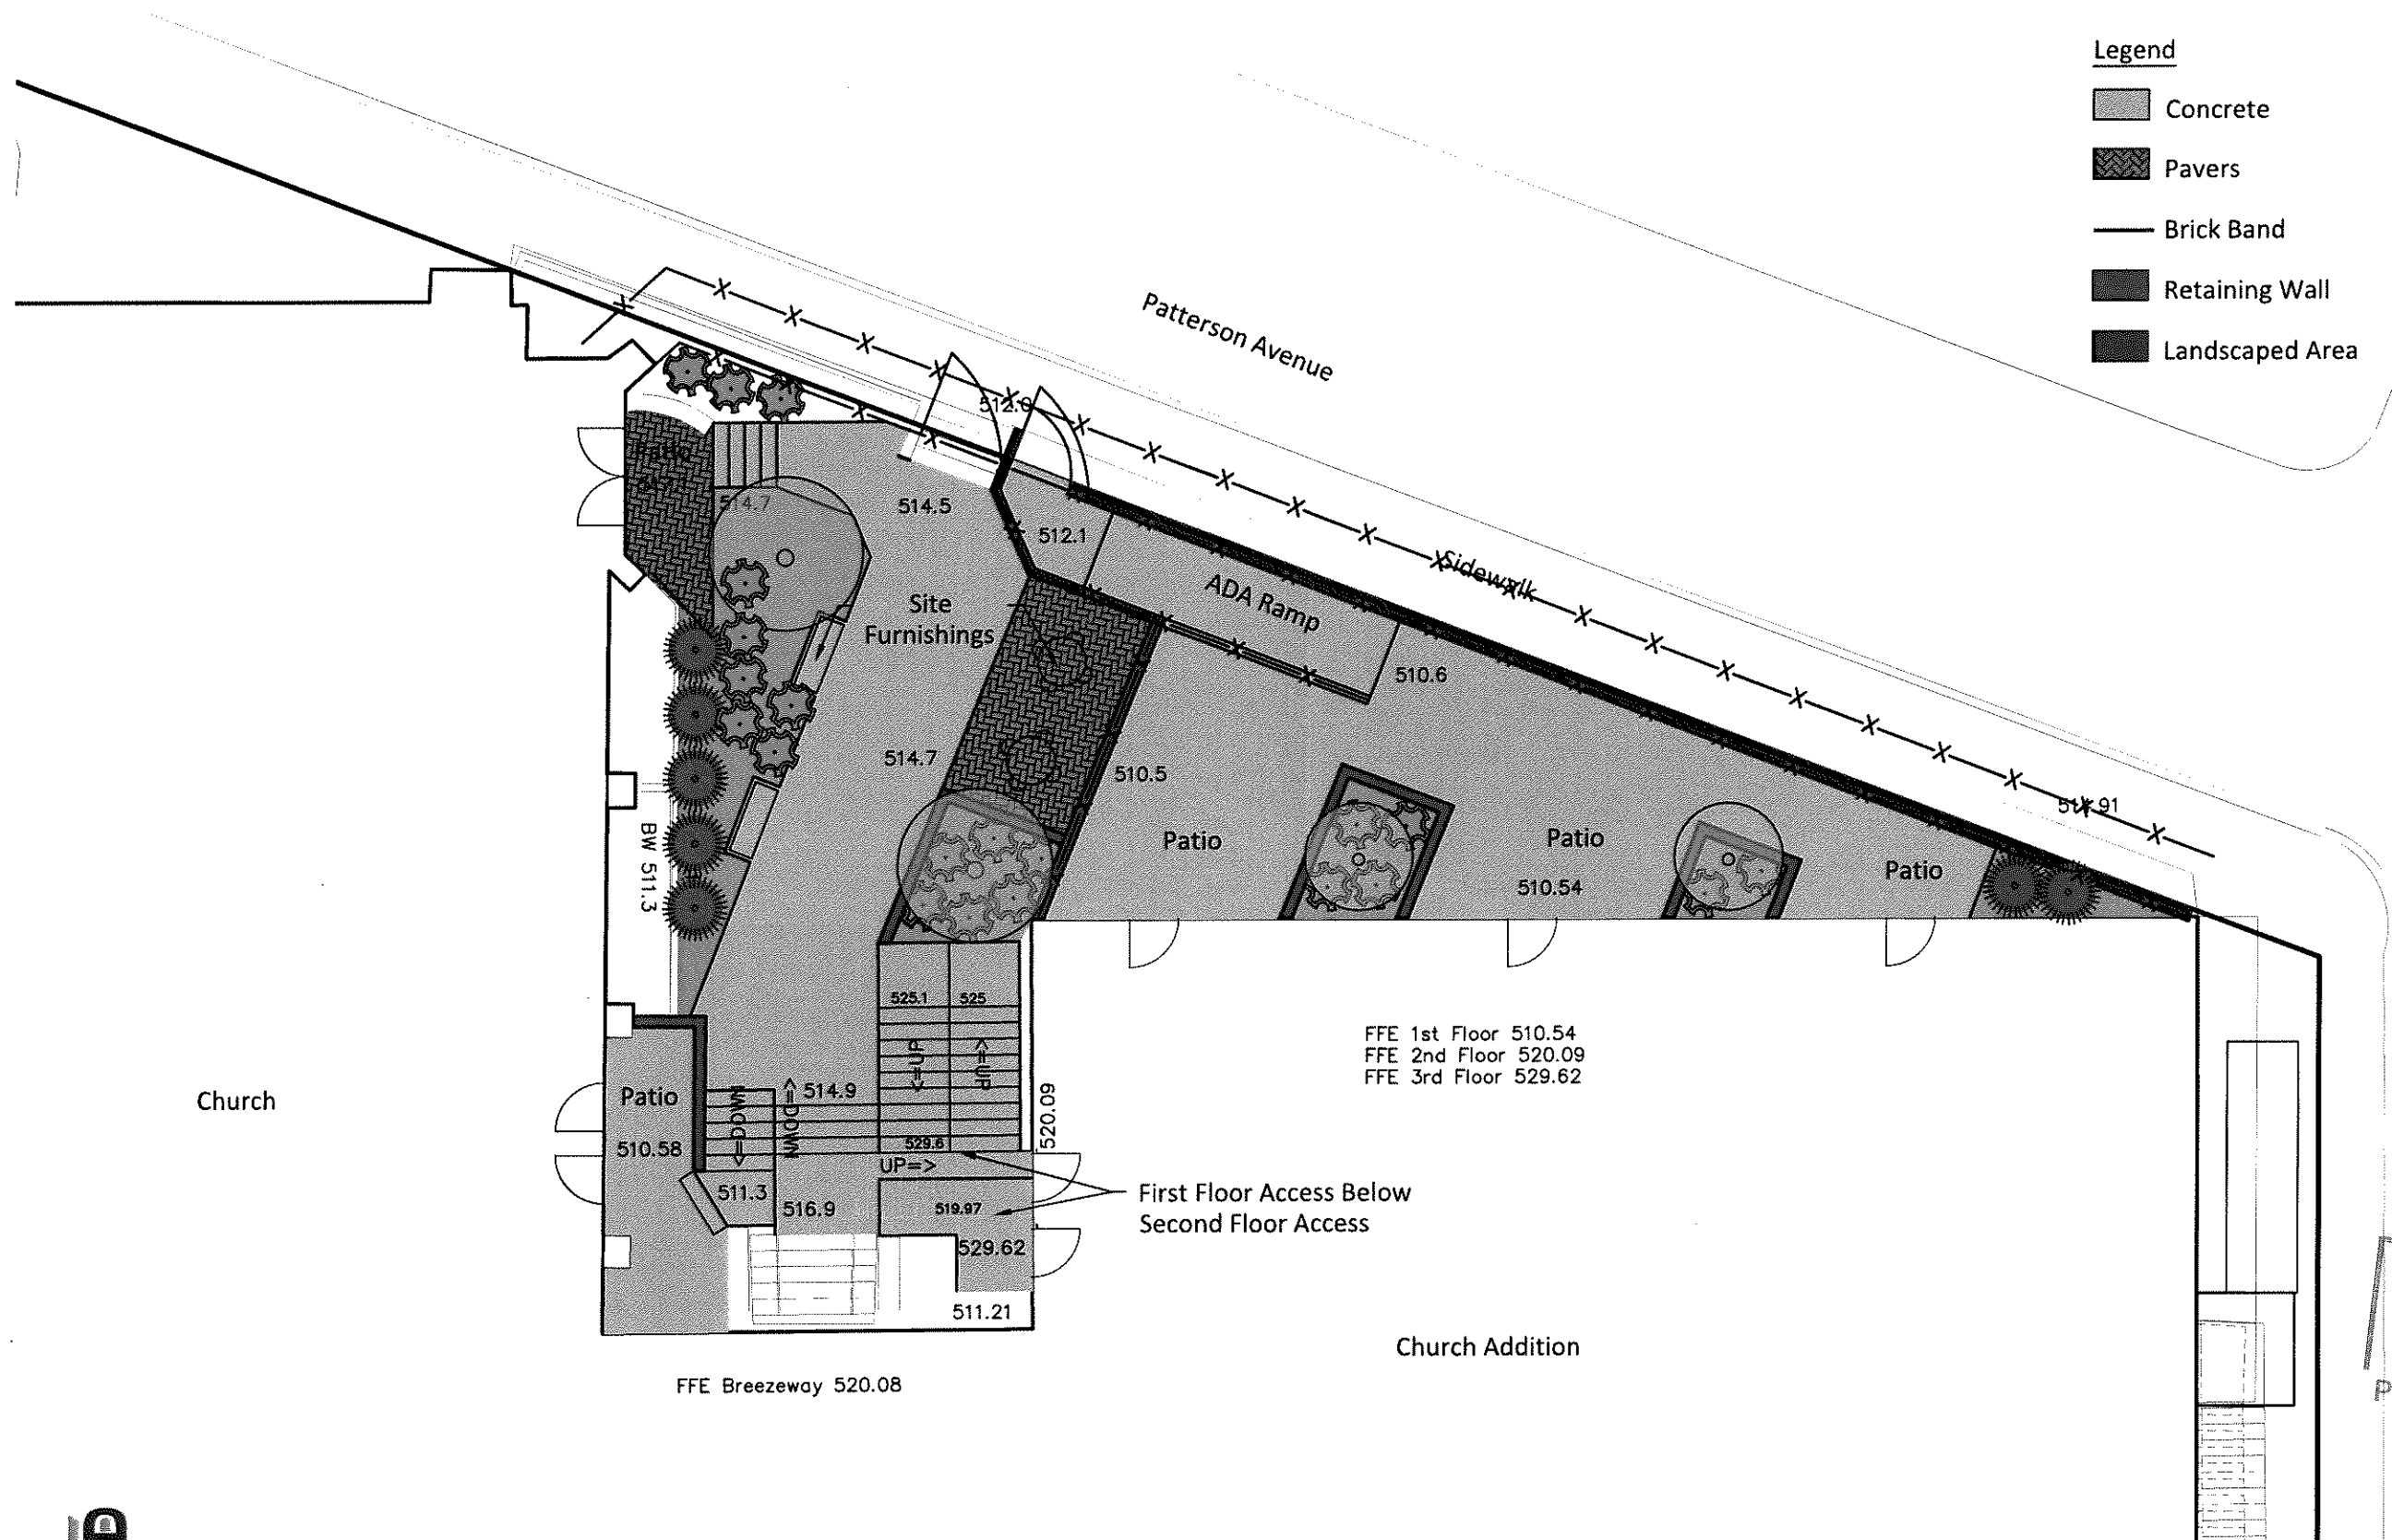 Legend
Concrete
Pavers
Brick Band
Retaining Wall
Landscaped Area
Patterson Avenue
512.0
Patio
514.7
514.5
512.1
Sidewalk
ADA Ramp
Site
Furnishings
510.6
514.7
510.5
.91
BW 511.3
Patio
Patio
510.54
Patio
525.1
525
<=UP
<=UP
FFE 1st Floor 510.54
FFE 2nd Floor 520.09
FFE 3rd Floor 529.62
Church
Patio
<=DOWN
<=DOWN
514.9
520.09
510.58
529.6
UP=>
511.3
516.9
519.97
First Floor Access Below
Second Floor Access
529.62
511.21
Church Addition
FFE Breezeway 520.08
P
e